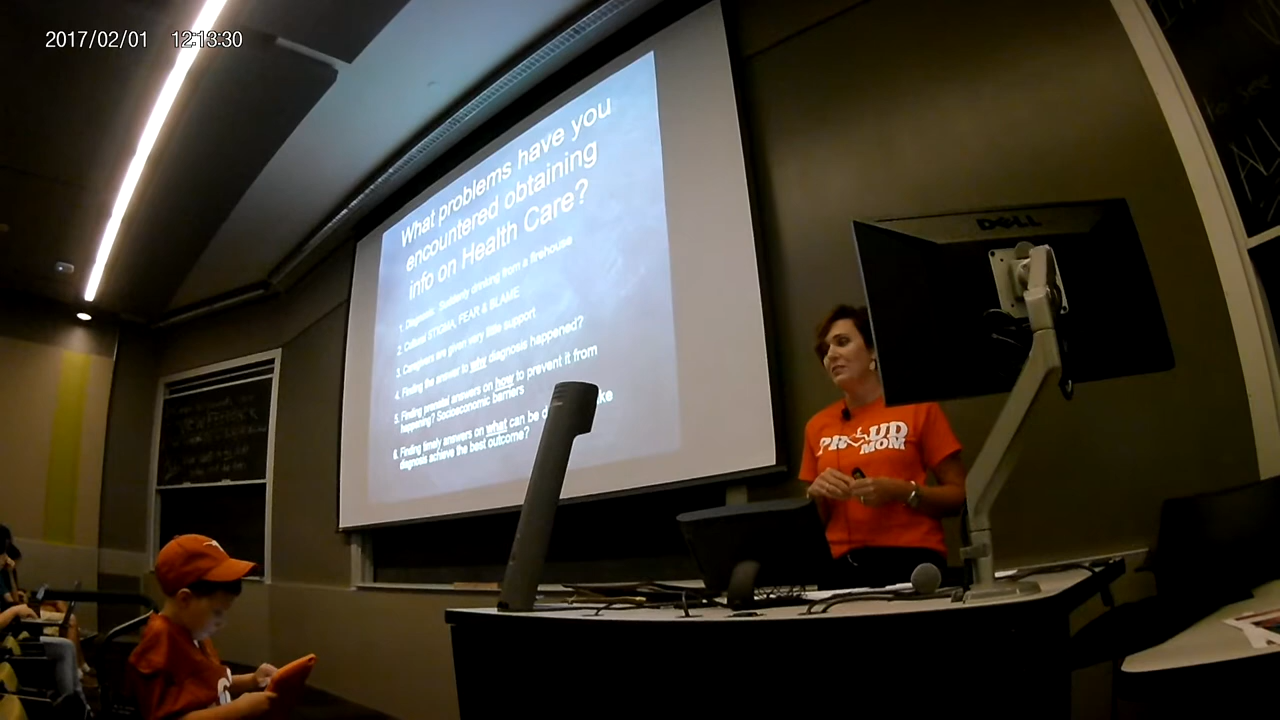 2017/02/01 12:13:30
What problems have you
encountered obtaining
info on Health Care?
1. Diagnosis: Suddenly drinking from a firehouse
2. Cultural STIGMA, FEAR & BLAME
3. Caregivers are given very little support
4. Finding the answer to why diagnosis happened?
5. Finding prenatal answers on how to prevent it from
happening? Socioeconomic barriers
6. Finding timely answers on what can be
diagnosis achieve the best outcome?
DELL
PROUD
MOM